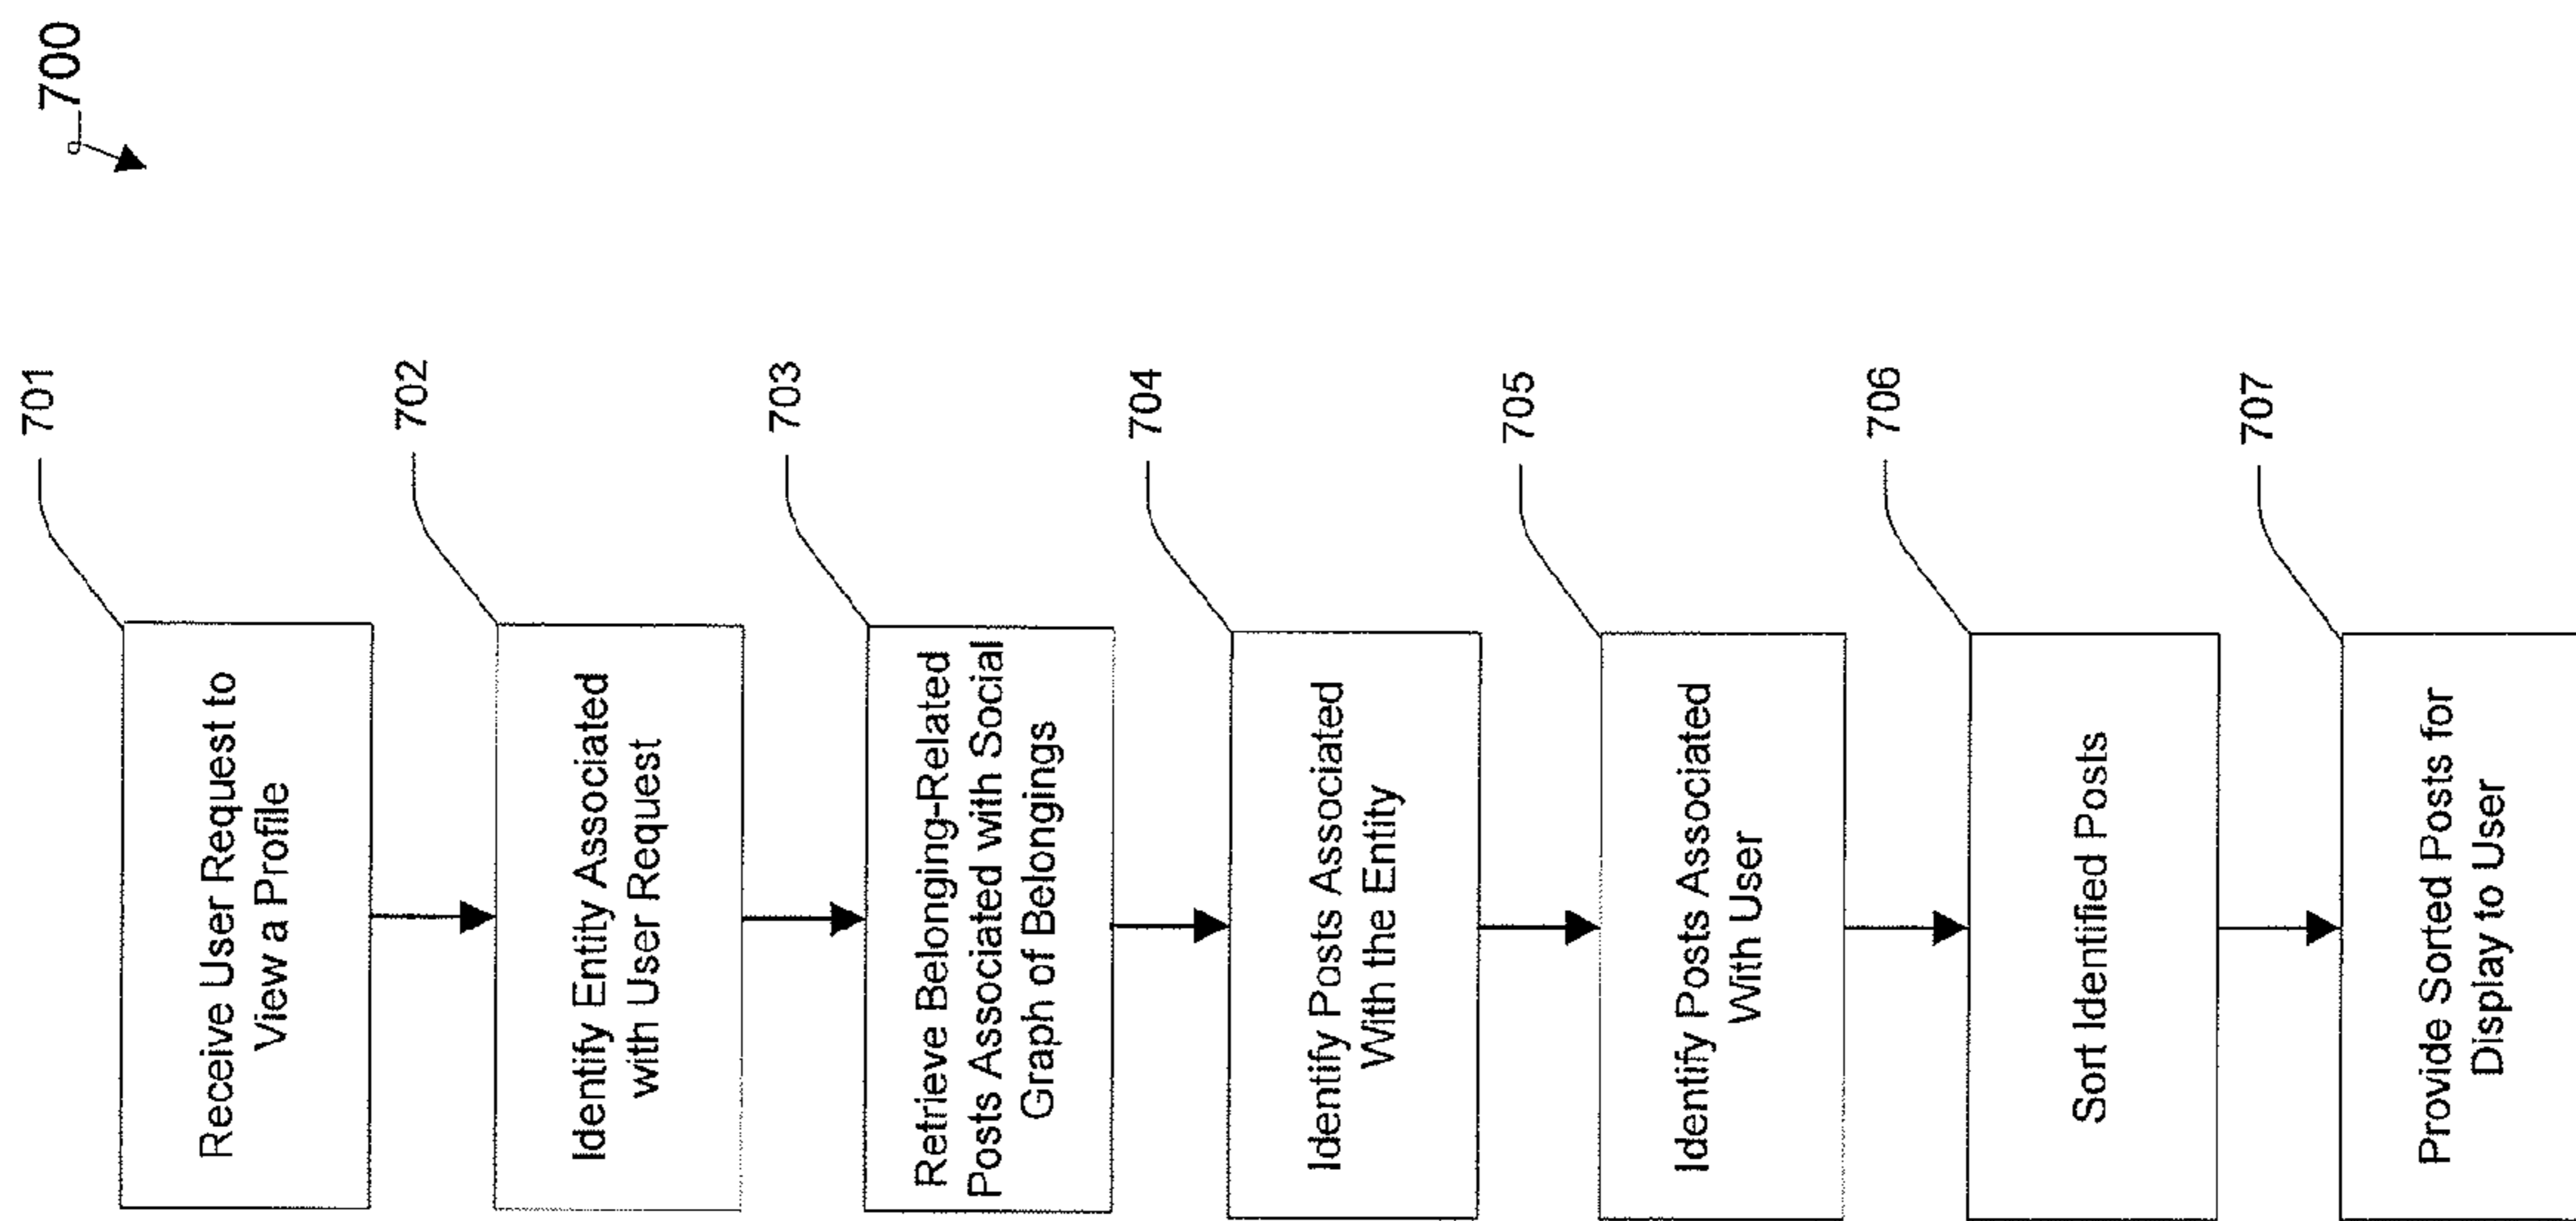 700
701
Receive User Request to
View a Profile
702
Identify Entity Associated
with User Request
703
Retrieve Belonging-Related
Posts Associated with Social
Graph of Belongings
704
Identify Posts Associated
With the Entity
705
Identify Posts Associated
With User
706
Sort Identified Posts
707
Provide Sorted Posts for
Display to User